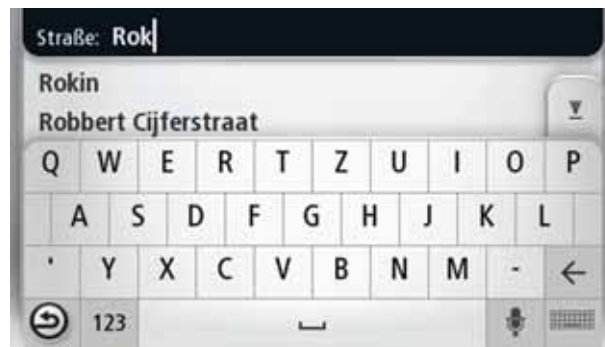 Straße: Rok
Rokin
Robbert Cijferstraat
Q W E R T Z U I O P
A S D F G H J K L
' Y X C V B N M -
123